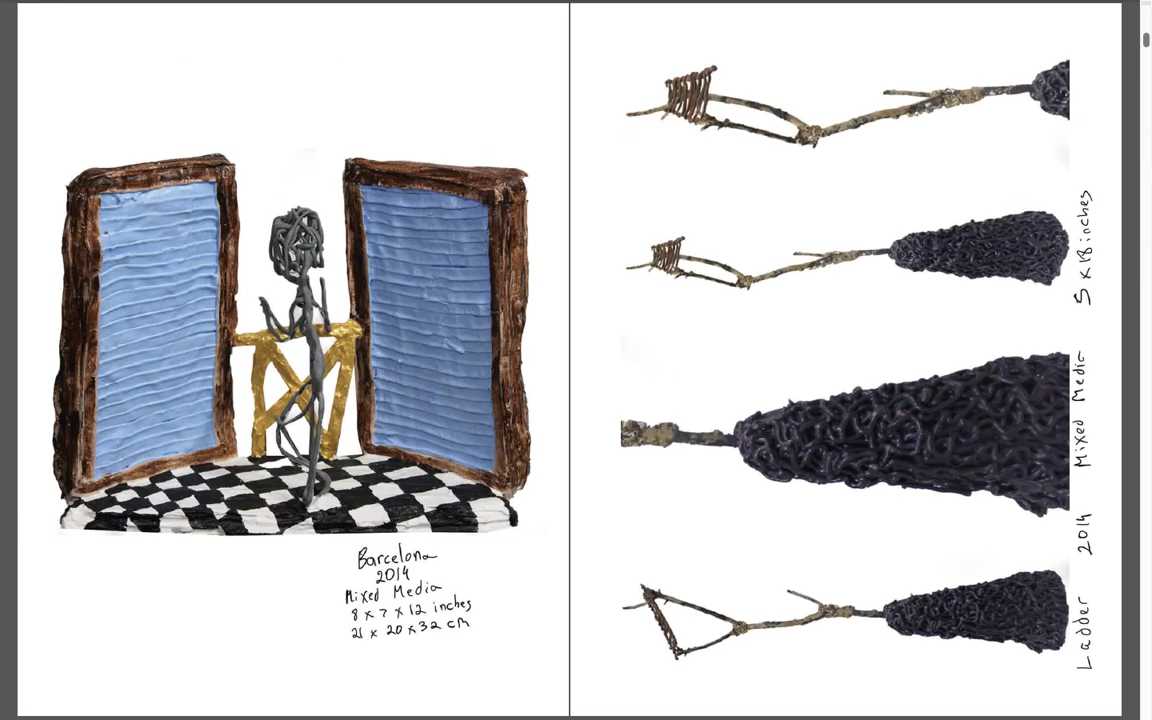 Barcelona
2014
Mixed Media
8 x 7 x 12 inches
21 x 20 x 32 cm
Ladder 2014 Mixed Media 5 x 18 inches